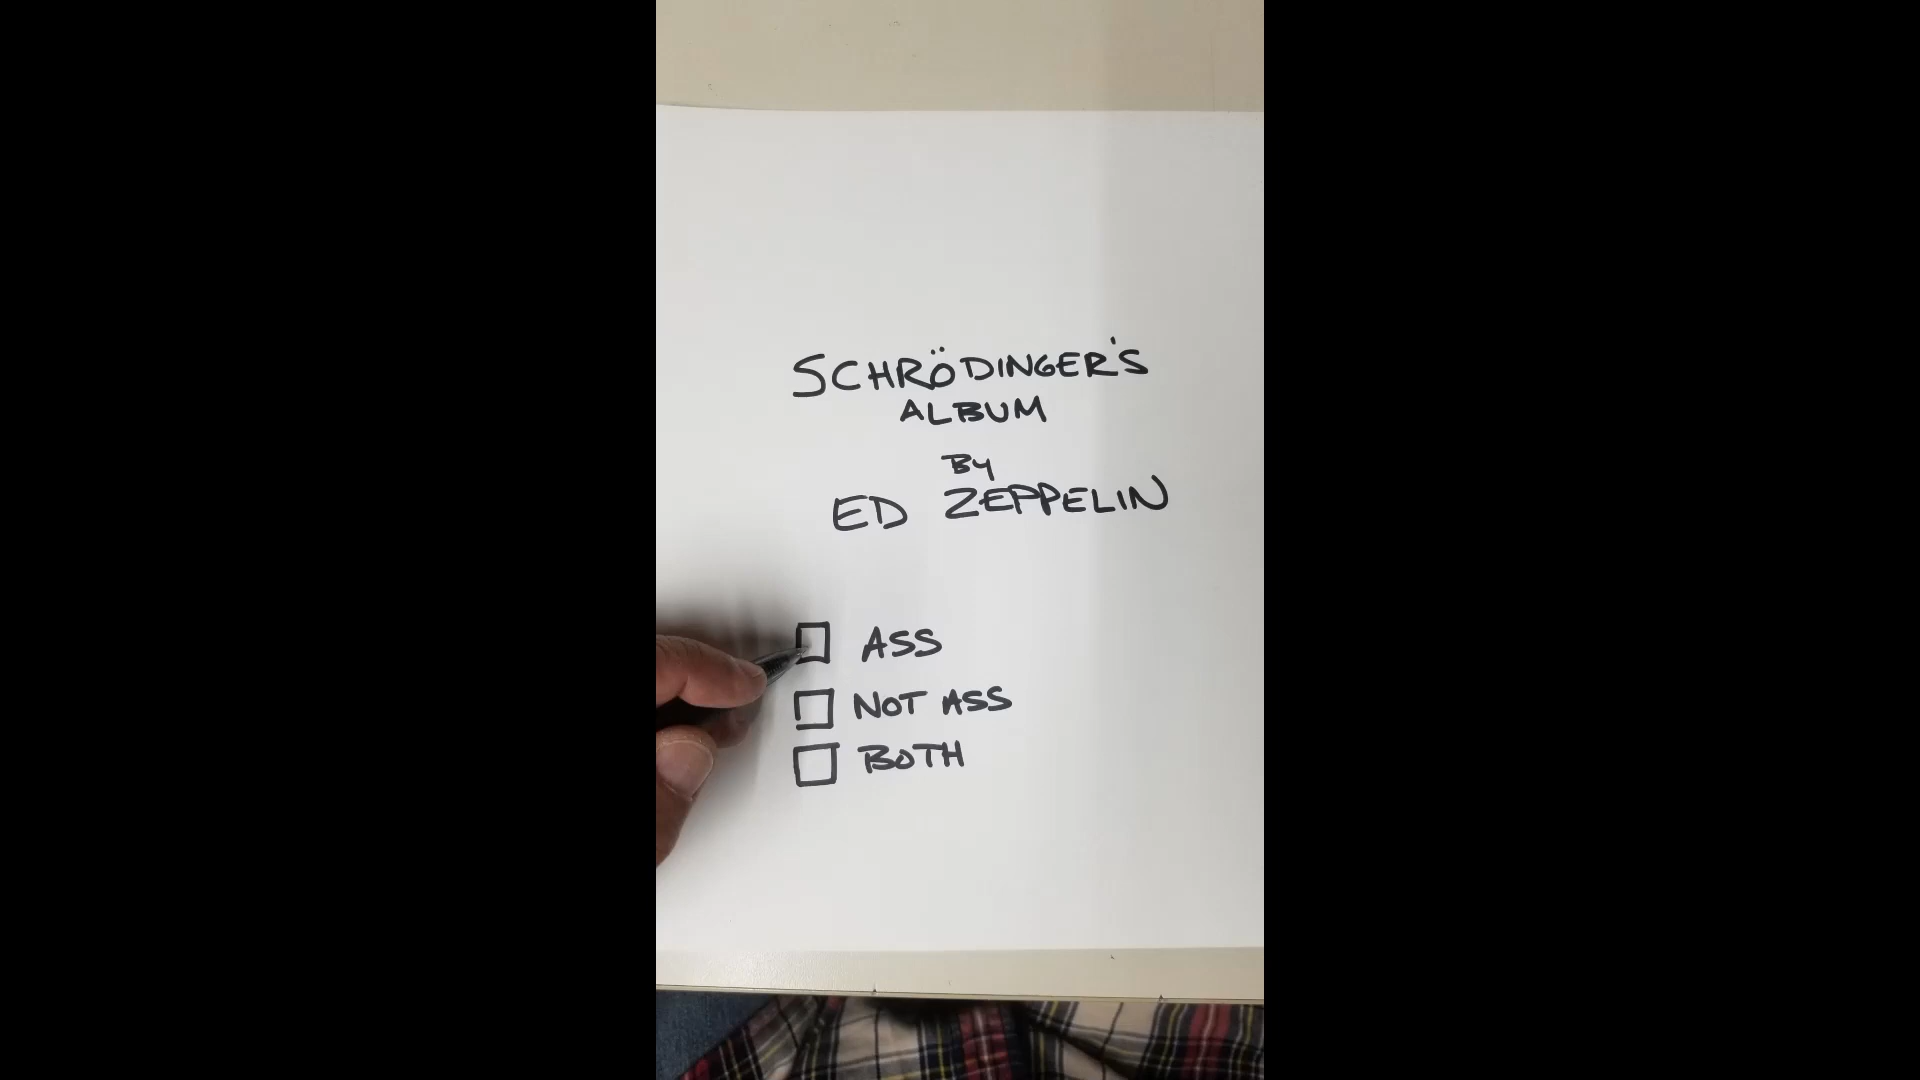 SCHRÖDINGER'S
ALBUM
BY
ED ZEPPELIN
ASS
NOT ASS
BOTH